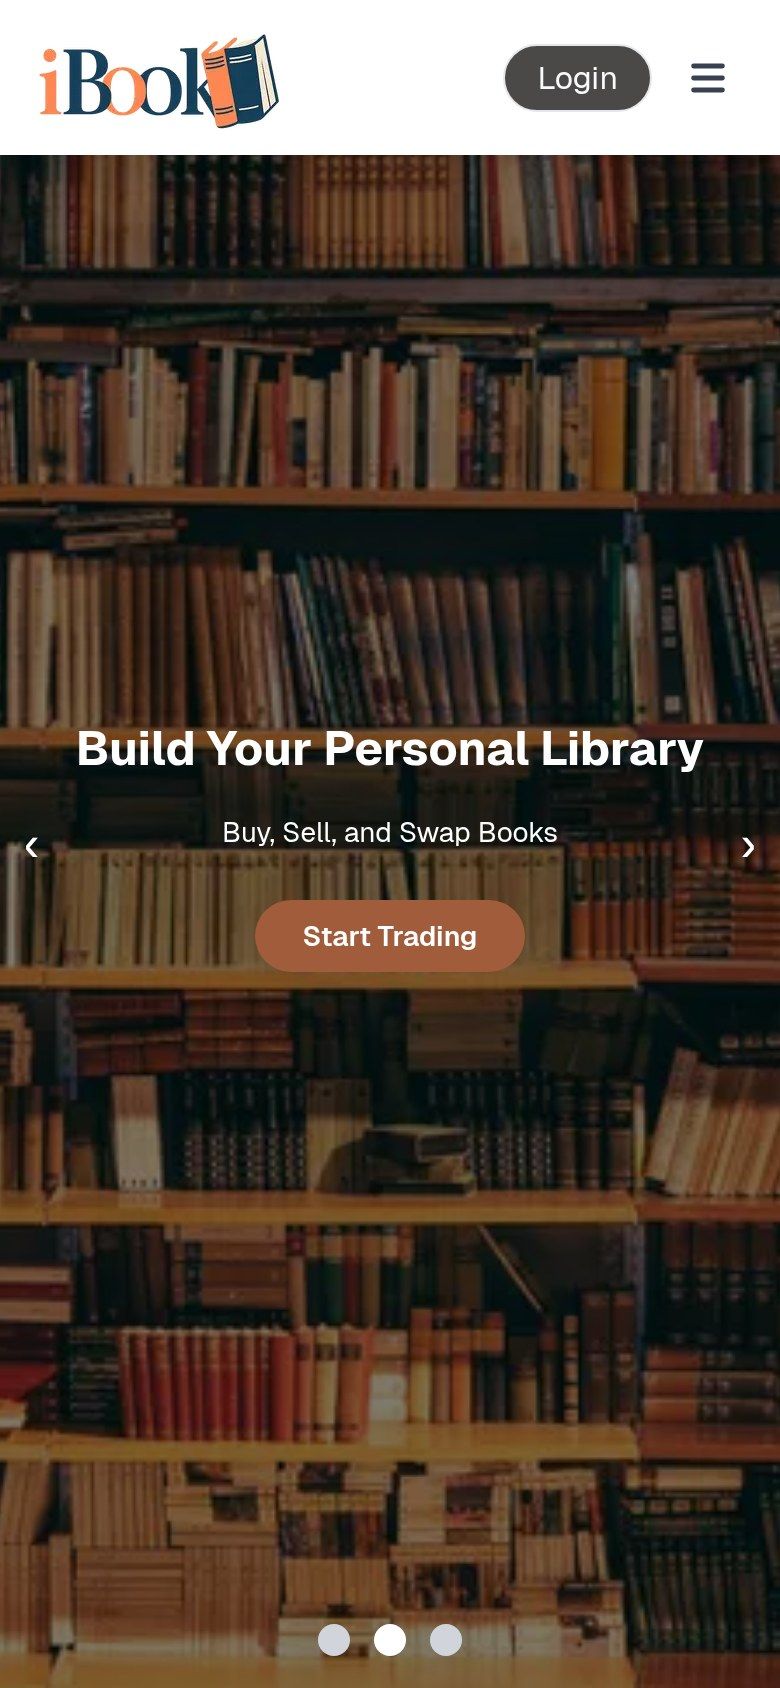 iBook
Login
Build Your Personal Library
Buy, Sell, and Swap Books
‹
›
Start Trading